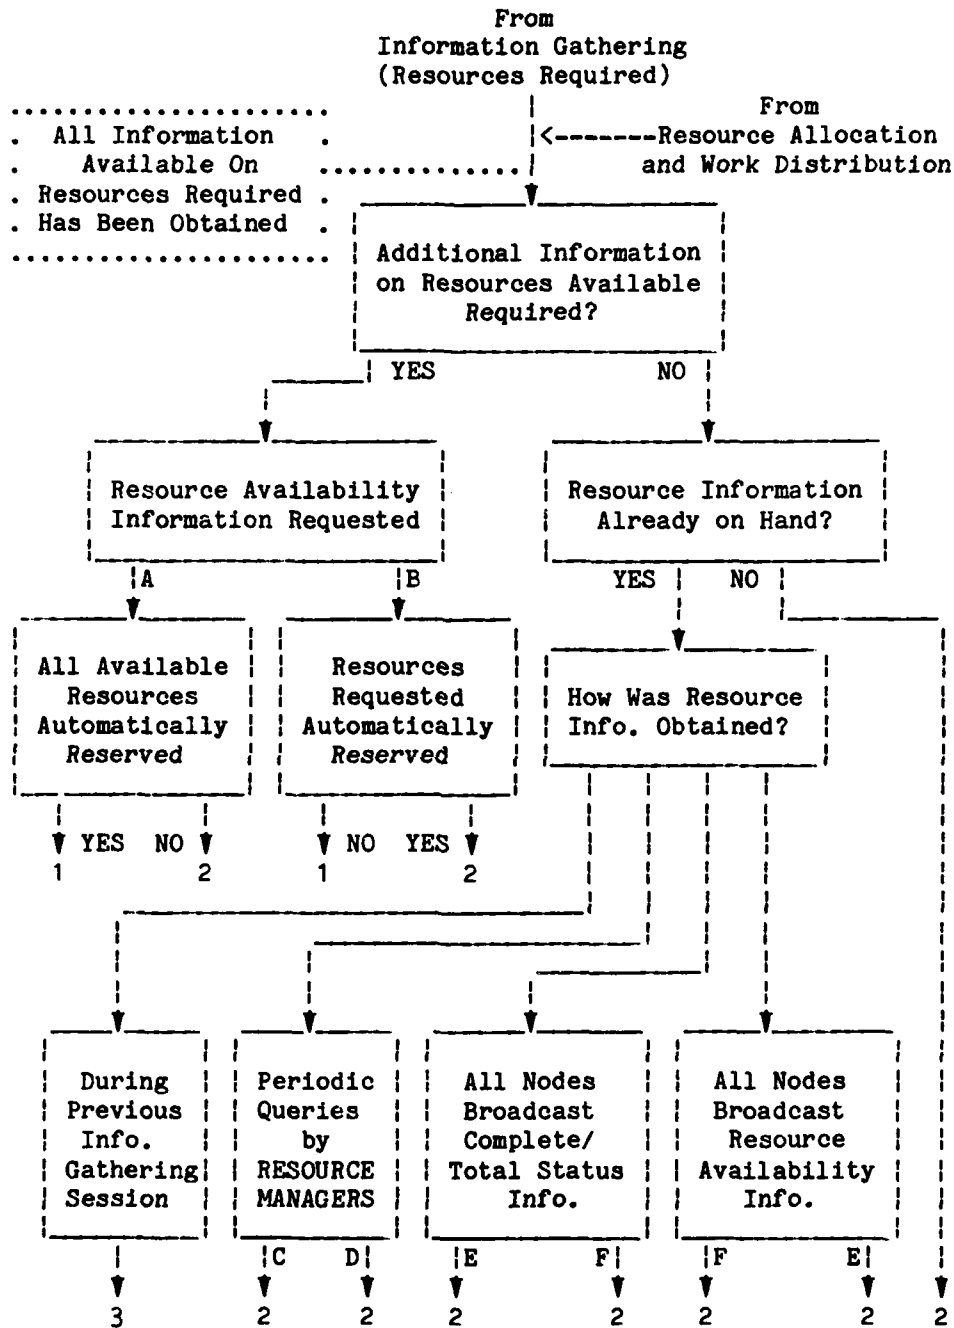 From
Information Gathering
(Resources Required)
From
Resource Allocation
and Work Distribution
All Information
Available On
Resources Required
Has Been Obtained
Additional Information
on Resources Available
Required?
YES NO
Resource Availability
Information Requested
Resource Information
Already on Hand?
A B YES NO
All Available
Resources
Automatically
Reserved
Resources
Requested
Automatically
Reserved
How Was Resource
Info. Obtained?
YES NO NO YES
1 2 1 2
During
Previous
Info.
Gathering
Session
Periodic
Queries
by
RESOURCE
MANAGERS
All Nodes
Broadcast
Complete/
Total Status
Info.
All Nodes
Broadcast
Resource
Availability
Info.
C D E F F E
3 2 2 2 2 2 2 2